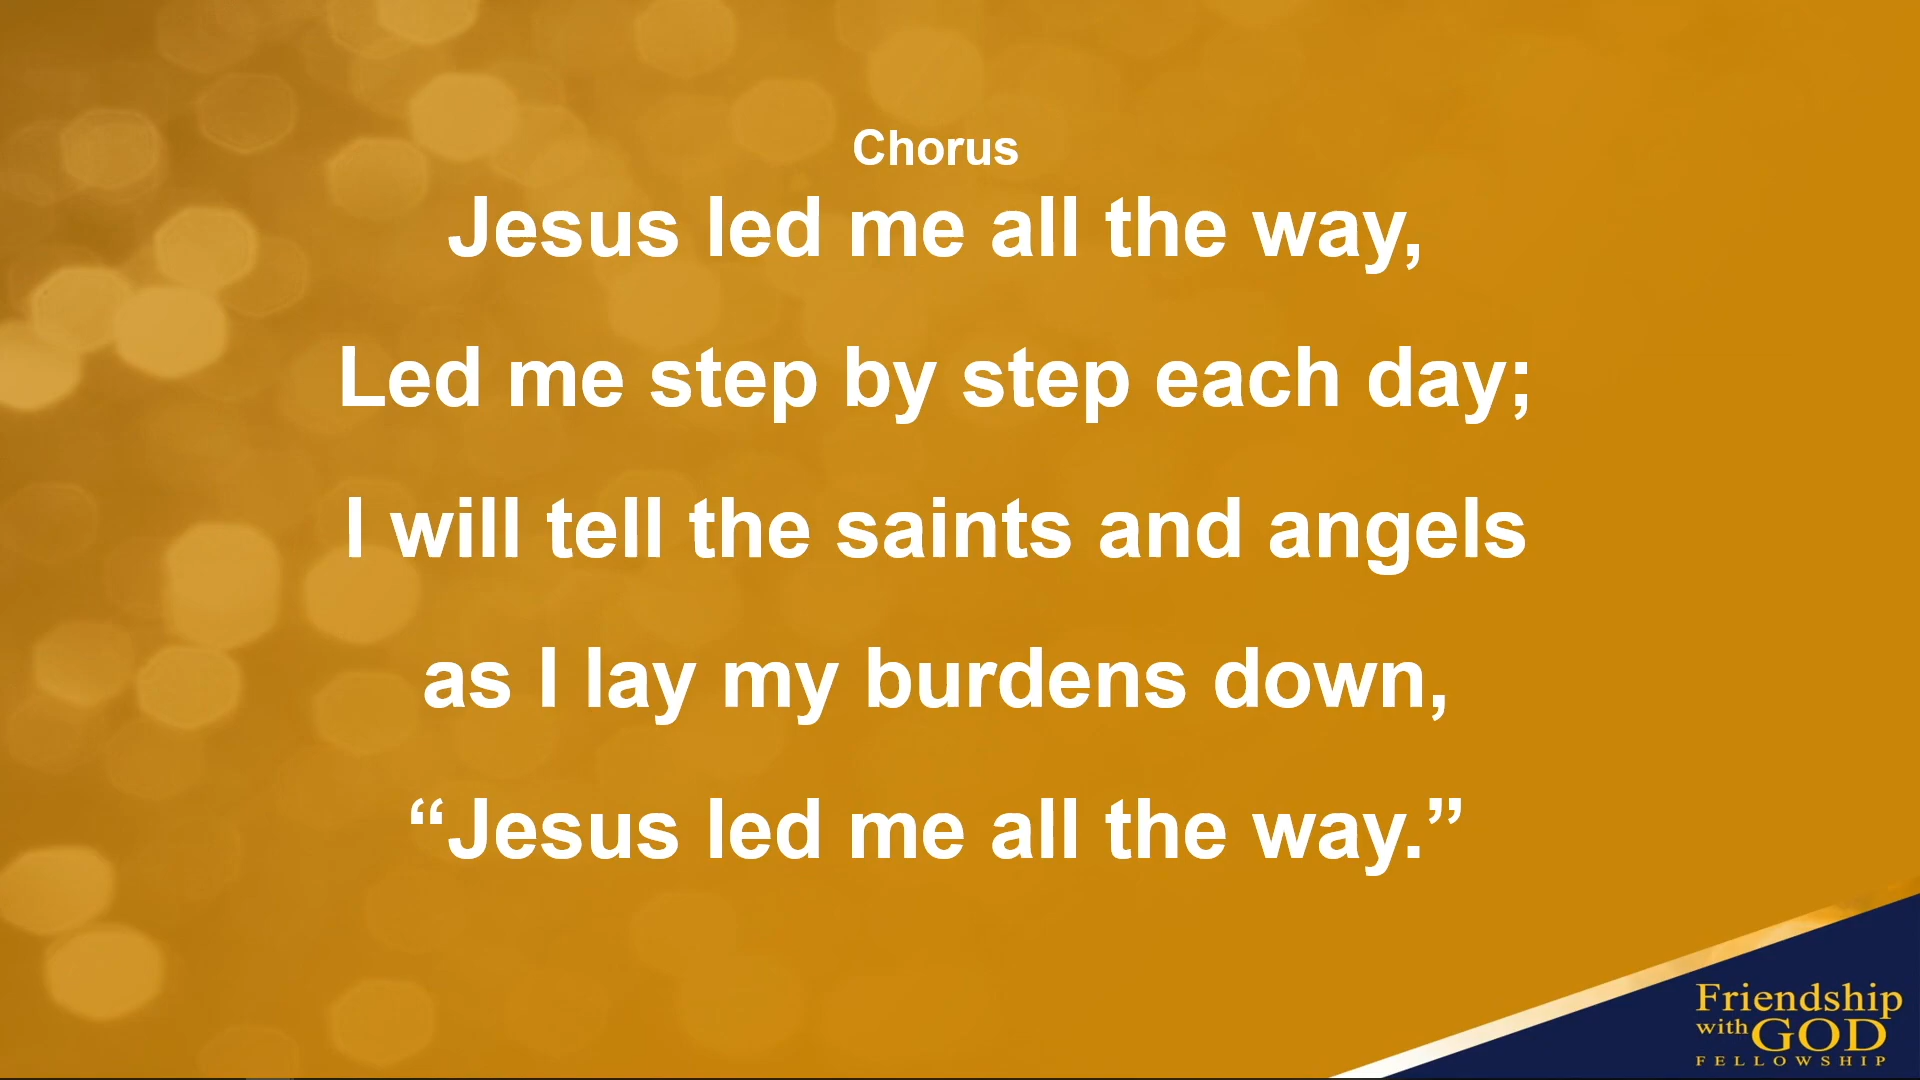 Chorus
Jesus led me all the way,
Led me step by step each day;
I will tell the saints and angels
as I lay my burdens down,
“Jesus led me all the way.”
Friendship
with GOD
FELLOWSHIP